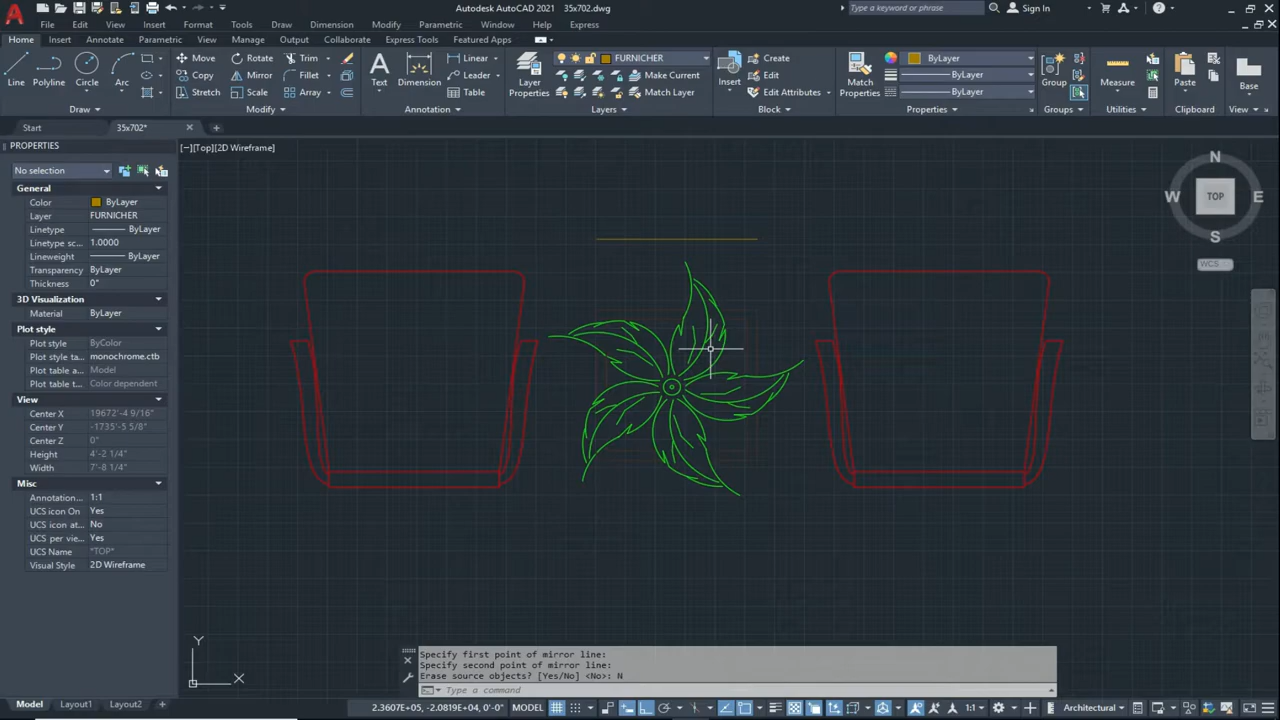 Autodesk AutoCAD 2021 35x702.dwg
Type a keyword or phrase
Sign In
File Edit View Insert Format Tools Draw Dimension Modify Parametric Window Help Express
Home Insert Annotate Parametric View Manage Output Collaborate Express Tools Featured Apps
Line Polyline Circle Arc
Move Rotate Trim
Copy Mirror Fillet
Stretch Scale Array
Text Dimension
Linear
Leader
Table
Layer Properties
FURNICHER
Make Current
Match Layer
Insert
Create
Edit
Edit Attributes
Match Properties
ByLayer
ByLayer
ByLayer
Group
Measure
Paste
Base
Draw Modify Annotation Layers Block Properties Groups Utilities Clipboard View
Start 35x702*
PROPERTIES
[−][Top][2D Wireframe]
No selection
General
Color ByLayer
Layer FURNICHER
Linetype ByLayer
Linetype sc... 1.0000
Lineweight ByLayer
Transparency ByLayer
Thickness 0"
3D Visualization
Material ByLayer
Plot style
Plot style ByColor
Plot style ta... monochrome.ctb
Plot table a... Model
Plot table t... Color dependent
View
Center X 19672'-4 9/16"
Center Y -1735'-5 5/8"
Center Z 0"
Height 4'-2 1/4"
Width 7'-8 1/4"
Misc
Annotation... 1:1
UCS icon On Yes
UCS icon at... No
UCS per vie... Yes
UCS Name *TOP*
Visual Style 2D Wireframe
N
W TOP E
S
WCS
Y
X
Specify first point of mirror line:
Specify second point of mirror line:
Erase source objects? [Yes/No] <No>: N
Type a command
Model Layout1 Layout2
2.3607E+05, -2.0819E+04, 0'-0" MODEL
1:1
Architectural